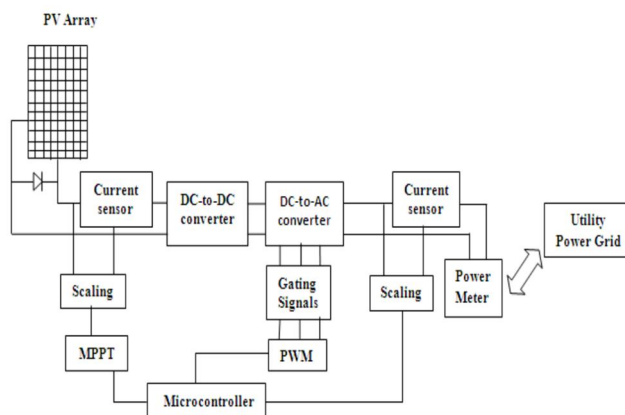 PV Array
Current
sensor
DC-to-DC
converter
DC-to-AC
converter
Current
sensor
Utility
Power Grid
Scaling
Gating
Signals
Scaling
Power
Meter
MPPT
PWM
Microcontroller